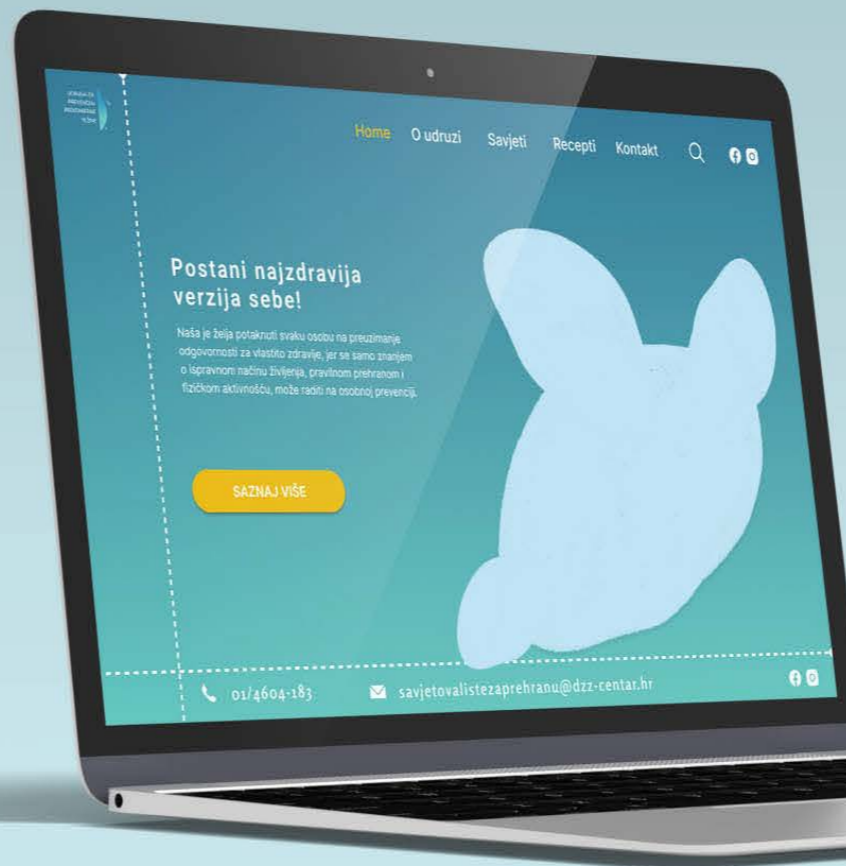 Home O udruzi Savjeti Recepti Kontakt
Postani najzdravija
verzija sebe!
Naša je želja potaknuti svaku osobu na preuzimanje
odgovornosti za vlastito zdravlje, jer se samo znanjem
o ispravnom načinu življenja, pravilnom prehranom i
fizičkom aktivnošću, može raditi na osobnoj prevenciji.
SAZNAJ VIŠE
01/4604-183 savjetovalistezaprehranu@dzz-centar.hr